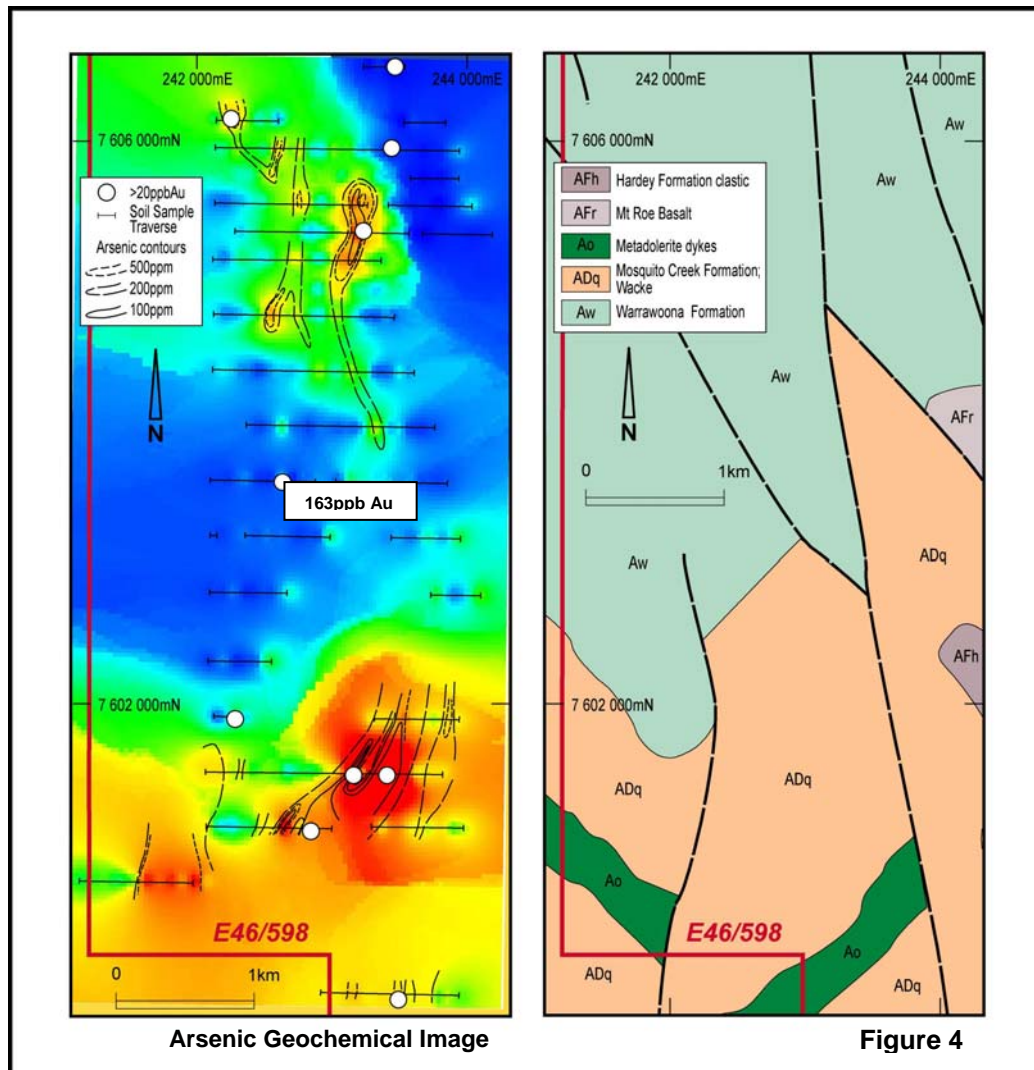 242 000mE
244 000mE
7 606 000mN
>20ppbAu
Soil Sample
Traverse
Arsenic contours
500ppm
200ppm
100ppm
N
163ppb Au
7 602 000mN
E46/598
0
1km
Arsenic Geochemical Image
242 000mE
244 000mE
Aw
7 606 000mN
Aw
AFh
Hardey Formation clastic
AFr
Mt Roe Basalt
Ao
Metadolerite dykes
ADq
Mosquito Creek Formation;
Wacke
Aw
Warrawoona Formation
N
Aw
AFr
0
1km
ADq
Aw
AFh
7 602 000mN
ADq
ADq
Ao
E46/598
Ao
ADq
ADq
Figure 4